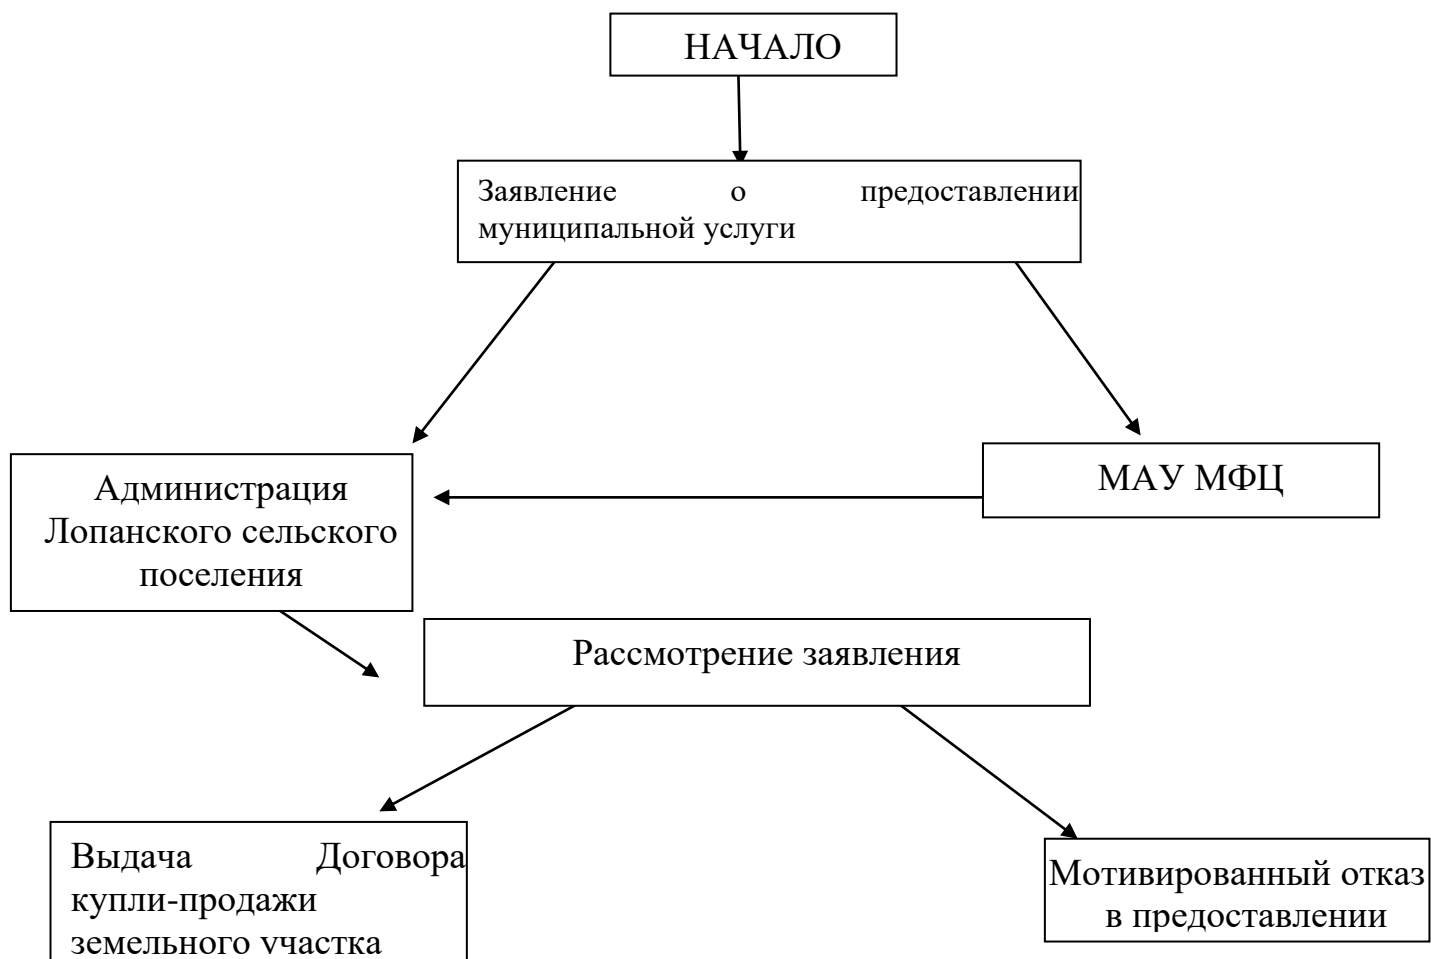 НАЧАЛО
Заявление о предоставлении
муниципальной услуги
Администрация
Лопанского сельского
поселения
МАУ МФЦ
Рассмотрение заявления
Выдача Договора
купли-продажи
земельного участка
Мотивированный отказ
в предоставлении